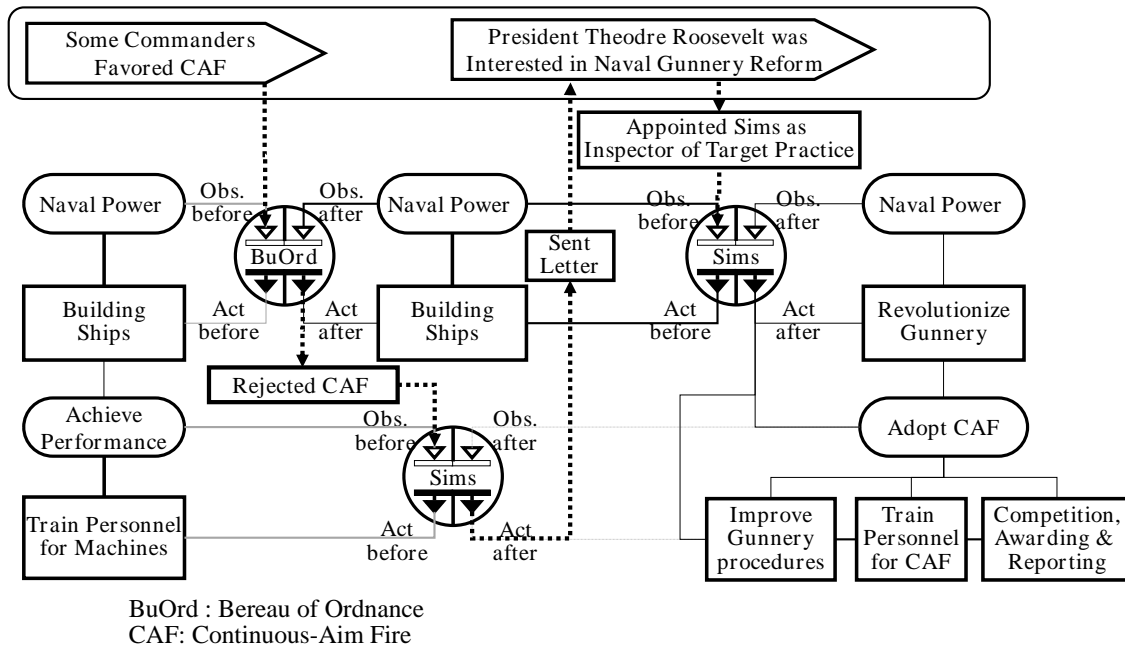 Some Commanders
Favored CAF
President Theodre Roosevelt was
Interested in Naval Gunnery Reform
Appointed Sims as
Inspector of Target Practice
Naval Power
Obs.
before
Obs.
after
Naval Power
Obs.
before
Obs.
after
Naval Power
BuOrd
Sent
Letter
Sims
Building
Ships
Act
before
Act
after
Building
Ships
Act
before
Act
after
Revolutionize
Gunnery
Rejected CAF
Achieve
Performance
Obs.
before
Obs.
after
Adopt CAF
Sims
Train Personnel
for Machines
Act
before
Act
after
Improve
Gunnery
procedures
Train
Personnel
for CAF
Competition,
Awarding &
Reporting
BuOrd : Bereau of Ordnance
CAF: Continuous-Aim Fire